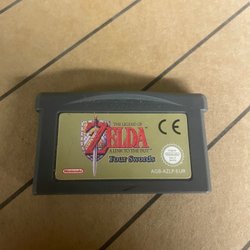 THE LEGEND OF
ZELDA
A LINK TO THE PAST
Four Swords
CE
Nintendo
AGB-AZLP-EUR